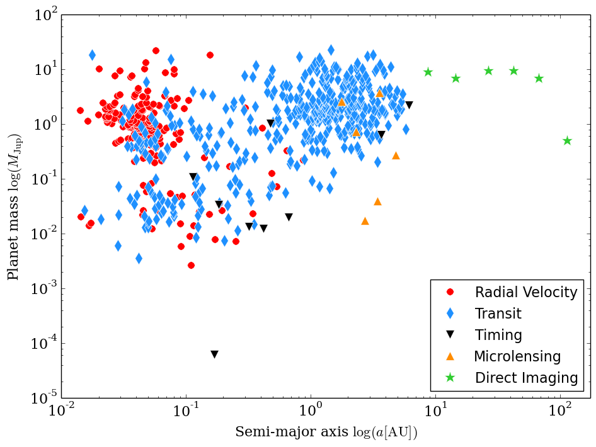 10^2
10^1
10^0
10^-1
10^-2
10^-3
10^-4
10^-5
Planet mass log(M_Jup)
Radial Velocity
Transit
Timing
Microlensing
Direct Imaging
10^-2 10^-1 10^0 10^1 10^2
Semi-major axis log(a[AU])